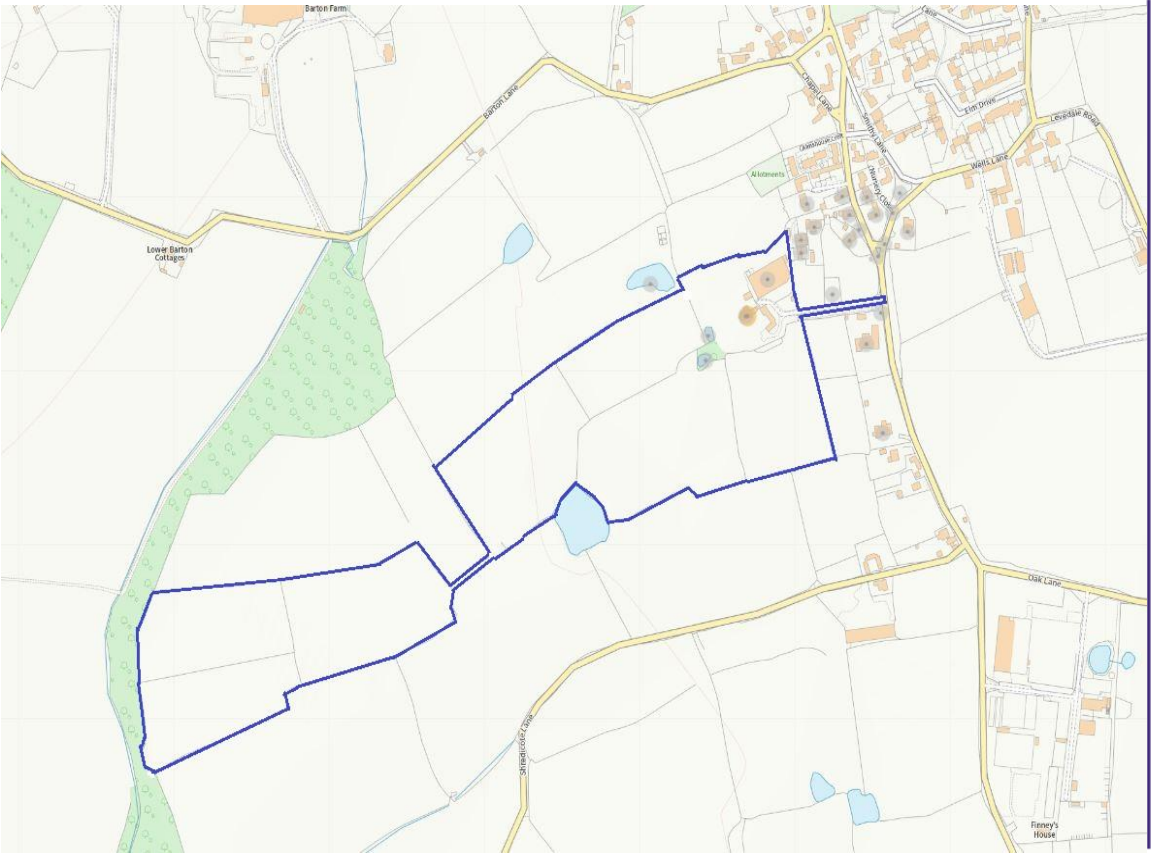 Barton Farm
Lane
Barton Lane
Chapel Lane
Elm Drive
Smithy Lane
Levedale Road
Walls Lane
Allotments
Nursery Close
Lower Barton
Cottages
Oak Lane
Shredicote Lane
Finney's
House